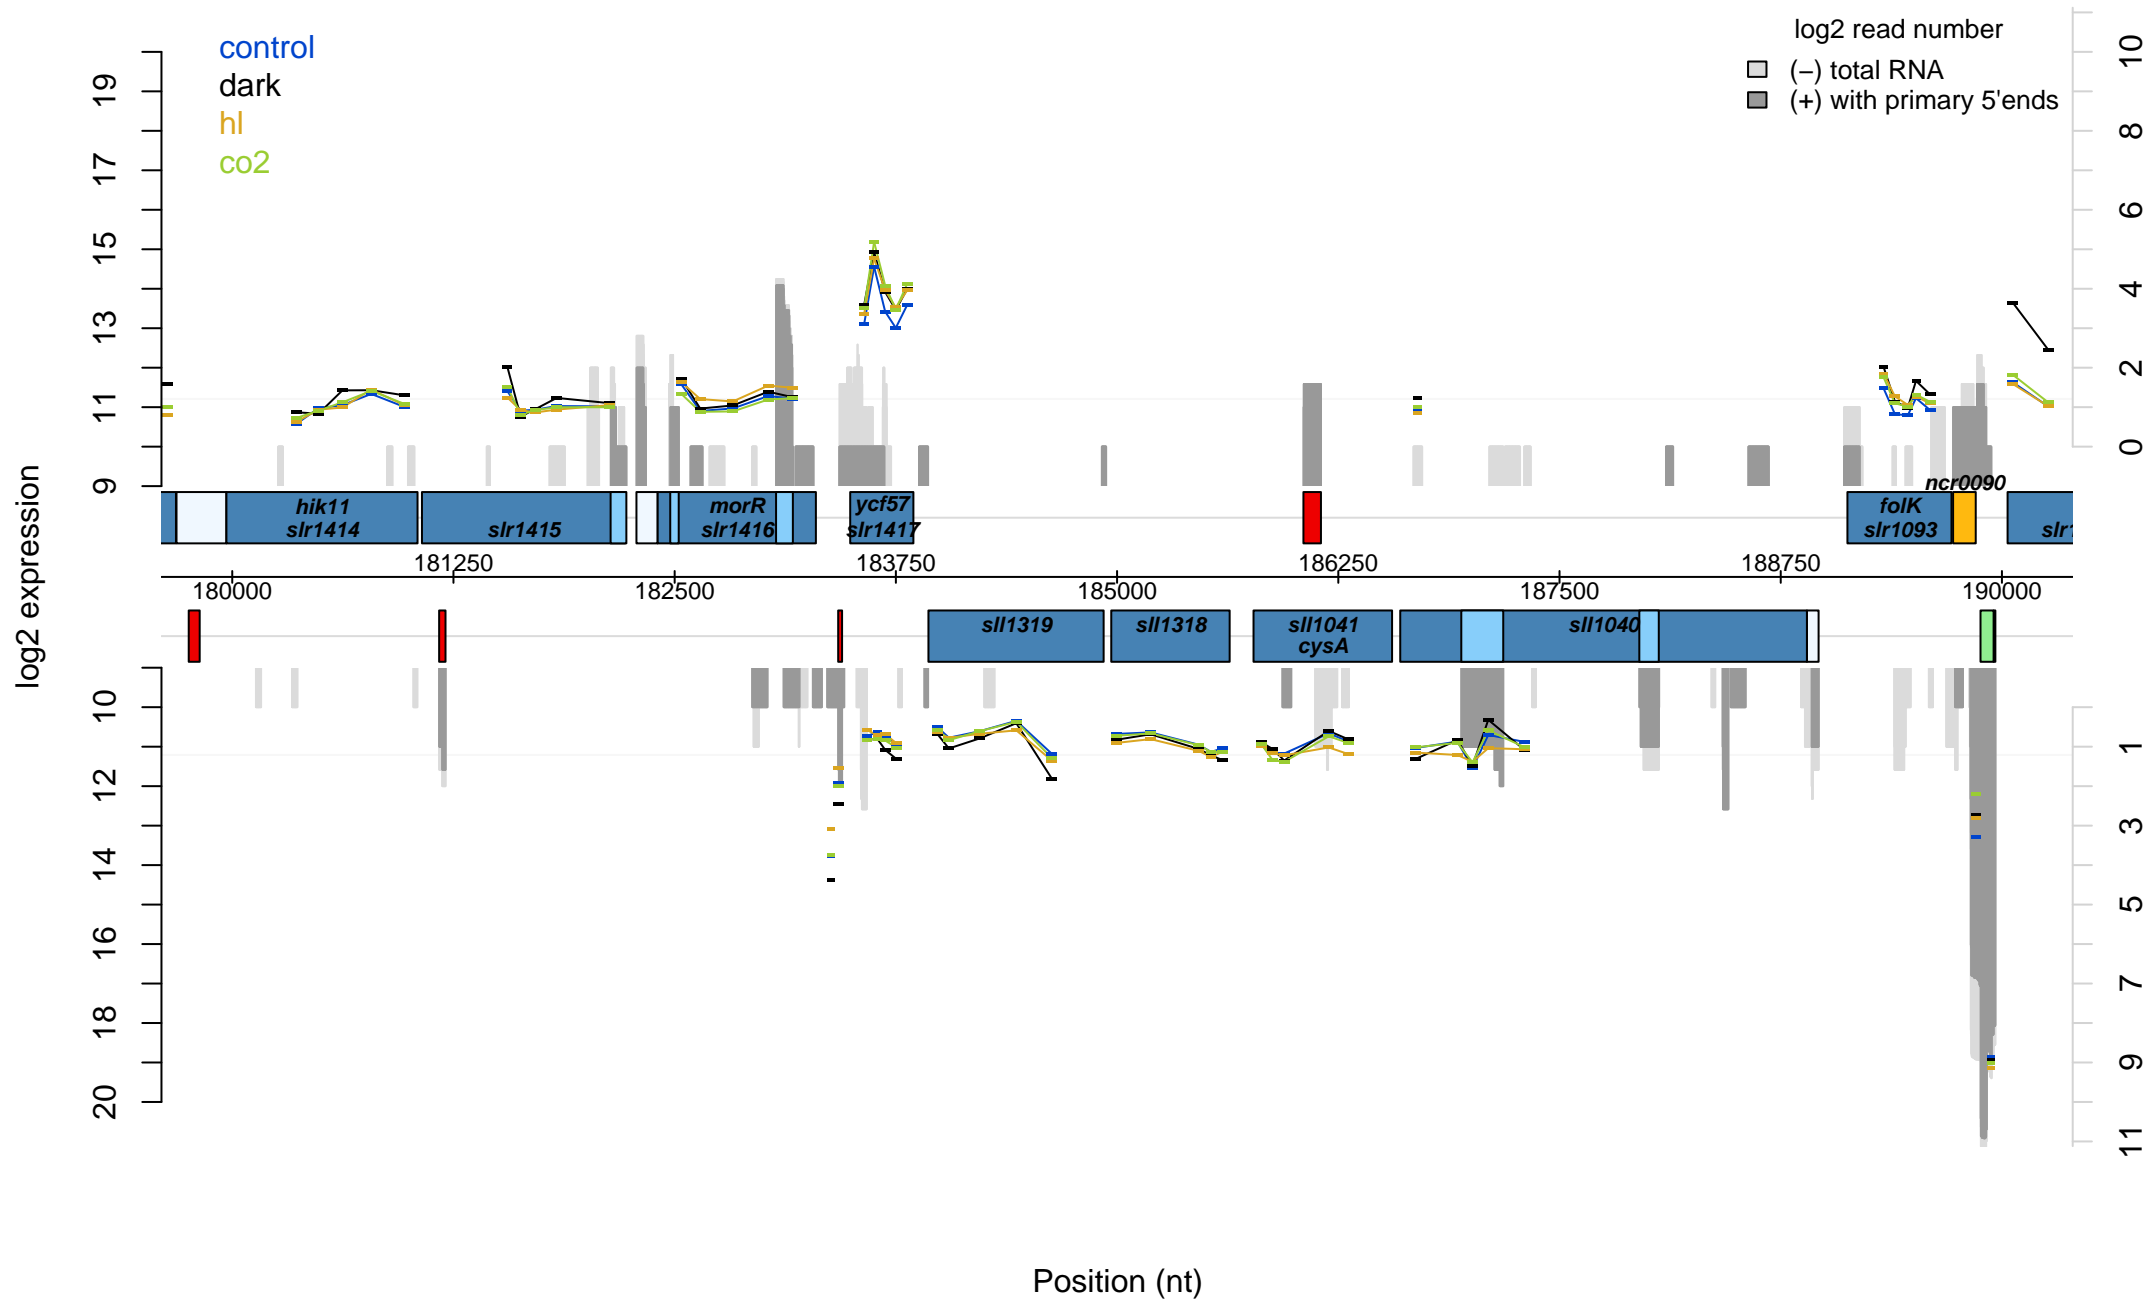 control
dark
hl
co2
log2 read number
(−) total RNA
(+) with primary 5'ends
19
17
15
13
11
9
10
8
6
4
2
0
log2 expression
ncr0090
hik11
slr1414
slr1415
morR
slr1416
ycf57
slr1417
folK
slr1093
slr1
181250
183750
186250
188750
180000
182500
185000
187500
190000
sll1319
sll1318
sll1041
cysA
sll1040
10
12
14
16
18
20
1
3
5
7
9
11
Position (nt)